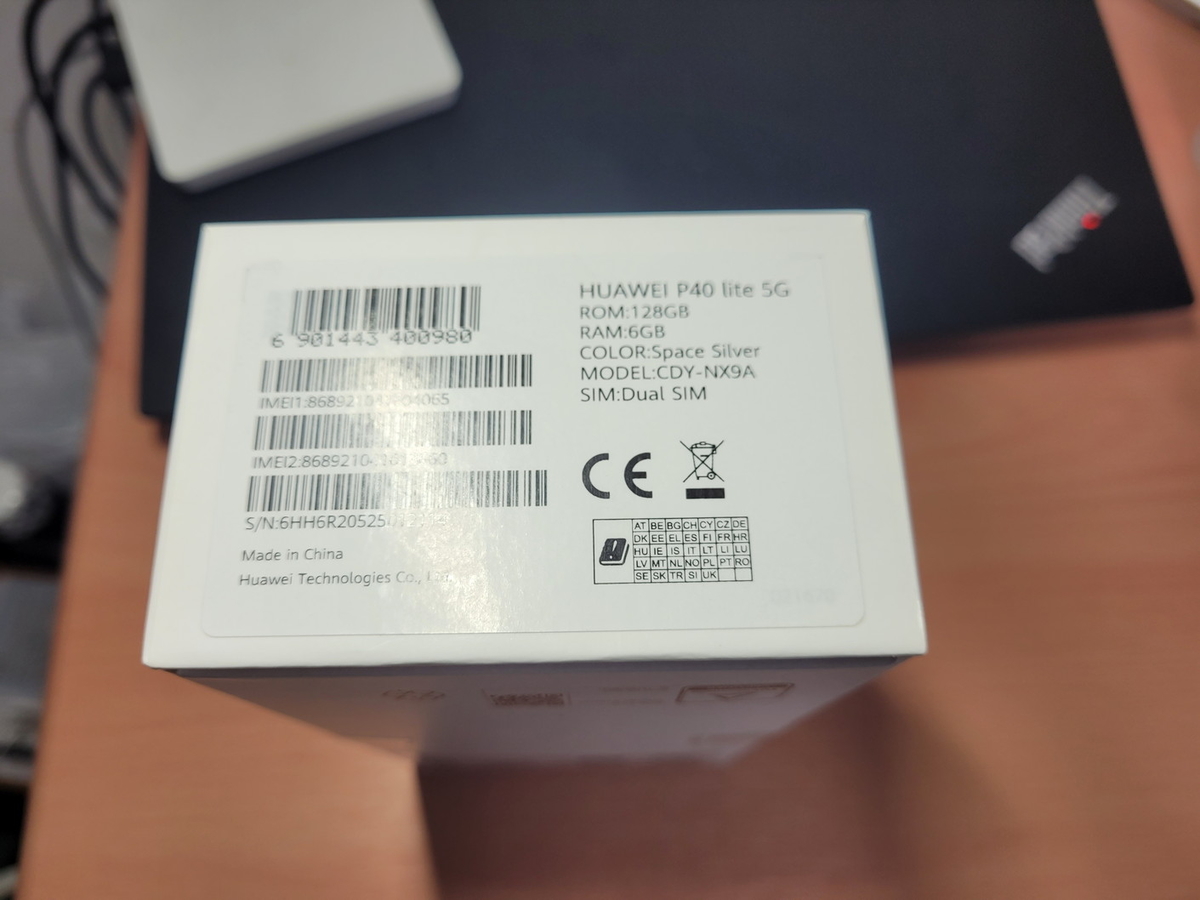 6 901443 400980
S/N:6HH6R20525
Made in China
Huawei Technologies Co., Ltd.
HUAWEI P40 lite 5G
ROM:128GB
RAM:6GB
COLOR:Space Silver
MODEL:CDY-NX9A
SIM:Dual SIM
CE
AT BE BG CH CY CZ DE
DK EE EL ES FI FR HR
HU IE IS IT LT LI LU
LV MT NL NO PL PT RO
SE SK TR SI UK